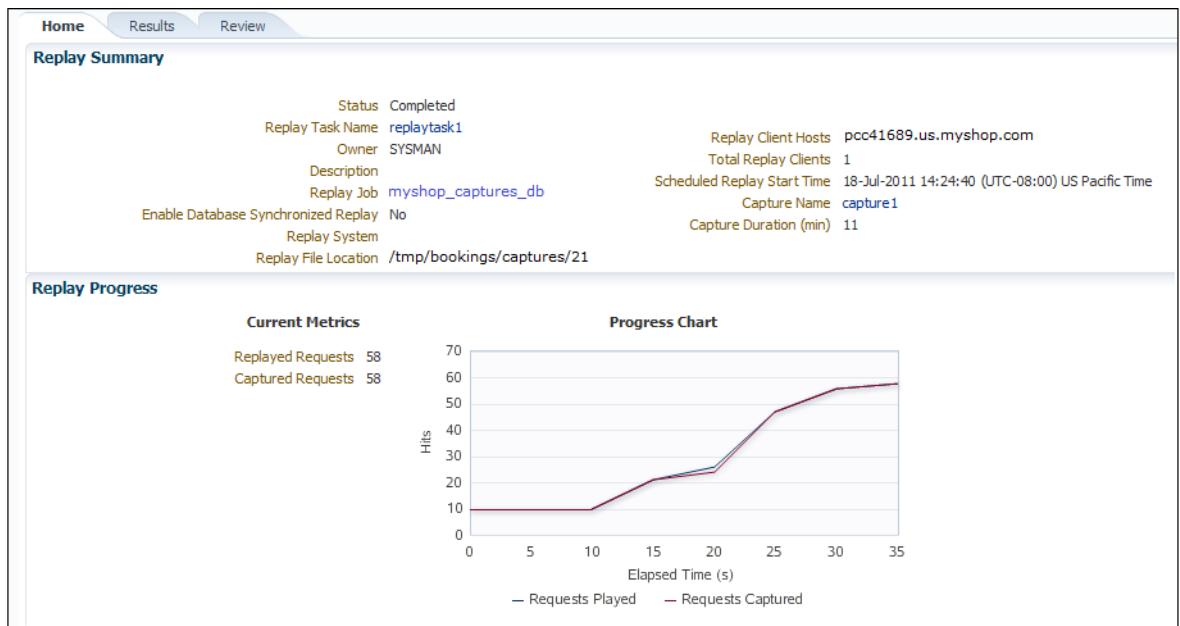 Home Results Review
Replay Summary
Status Completed
Replay Task Name replaytask1
Owner SYSMAN
Description
Replay Job myshop_captures_db
Enable Database Synchronized Replay No
Replay System
Replay File Location /tmp/bookings/captures/21
Replay Client Hosts pcc41689.us.myshop.com
Total Replay Clients 1
Scheduled Replay Start Time 18-Jul-2011 14:24:40 (UTC-08:00) US Pacific Time
Capture Name capture1
Capture Duration (min) 11
Replay Progress
Current Metrics
Replayed Requests 58
Captured Requests 58
Progress Chart
70
60
50
40
30
20
10
0
Hits
0 5 10 15 20 25 30 35
Elapsed Time (s)
Requests Played Requests Captured